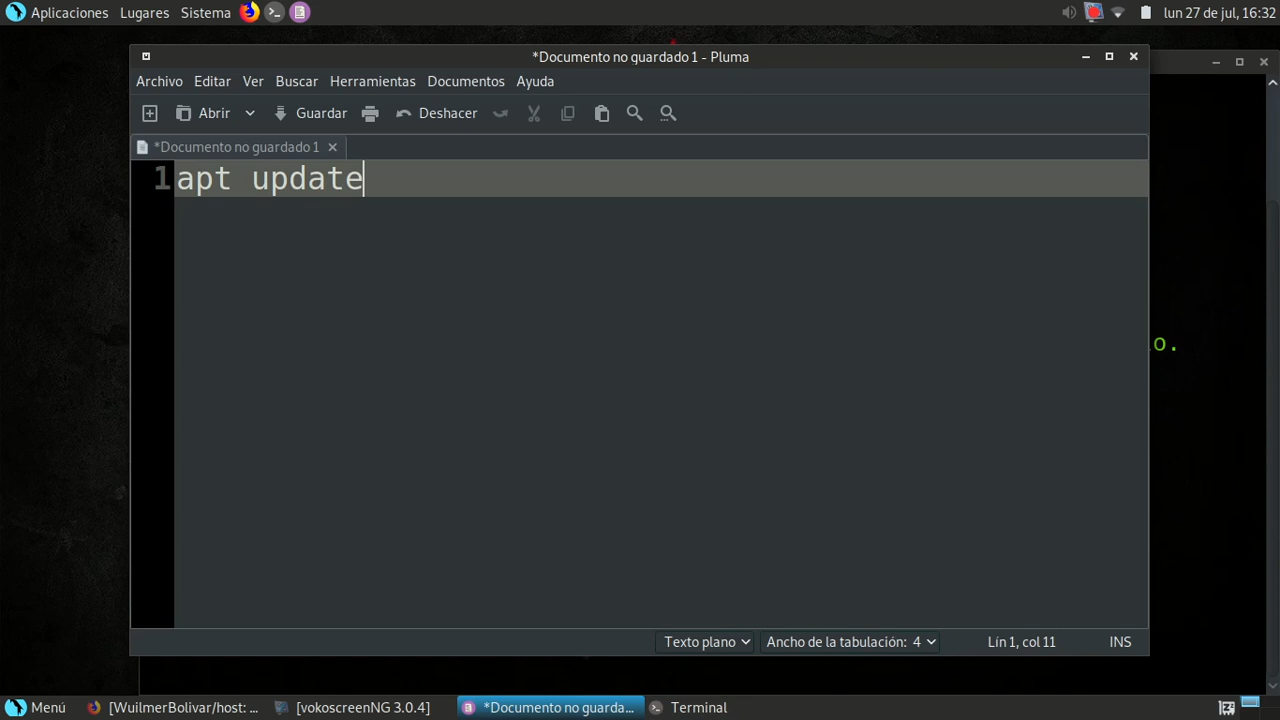 Aplicaciones Lugares Sistema lun 27 de jul, 16:32
*Documento no guardado 1 - Pluma
Archivo Editar Ver Buscar Herramientas Documentos Ayuda
Abrir Guardar Deshacer
*Documento no guardado 1
1 apt update
o.
Texto plano Ancho de la tabulación: 4 Lín 1, col 11 INS
Menú [WuilmerBolivar/host: ... [vokoscreenNG 3.0.4] *Documento no guarda... Terminal